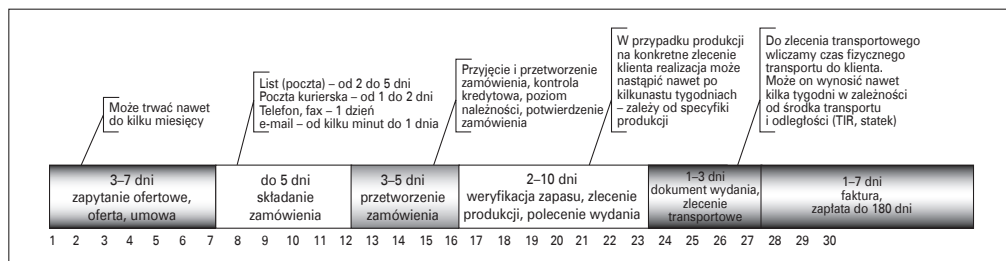 Może trwać nawet
do kilku miesięcy
List (poczta) – od 2 do 5 dni
Poczta kurierska – od 1 do 2 dni
Telefon, fax – 1 dzień
e-mail – od kilku minut do 1 dnia
Przyjęcie i przetworzenie
zamówienia, kontrola
kredytowa, poziom
należności, potwierdzenie
zamówienia
W przypadku produkcji
na konkretne zlecenie
klienta realizacja może
nastąpić nawet po
kilkunastu tygodniach
– zależy od specyfiki
produkcji
Do zlecenia transportowego
wliczamy czas fizycznego
transportu do klienta.
Może on wynosić nawet
kilka tygodni w zależności
od środka transportu
i odległości (TIR, statek)
3–7 dni
zapytanie ofertowe,
oferta, umowa
do 5 dni
składanie
zamówienia
3–5 dni
przetworzenie
zamówienia
2–10 dni
weryfikacja zapasu, zlecenie
produkcji, polecenie wydania
1–3 dni
dokument wydania,
zlecenie
transportowe
1–7 dni
faktura,
zapłata do 180 dni
1 2 3 4 5 6 7 8 9 10 11 12 13 14 15 16 17 18 19 20 21 22 23 24 25 26 27 28 29 30